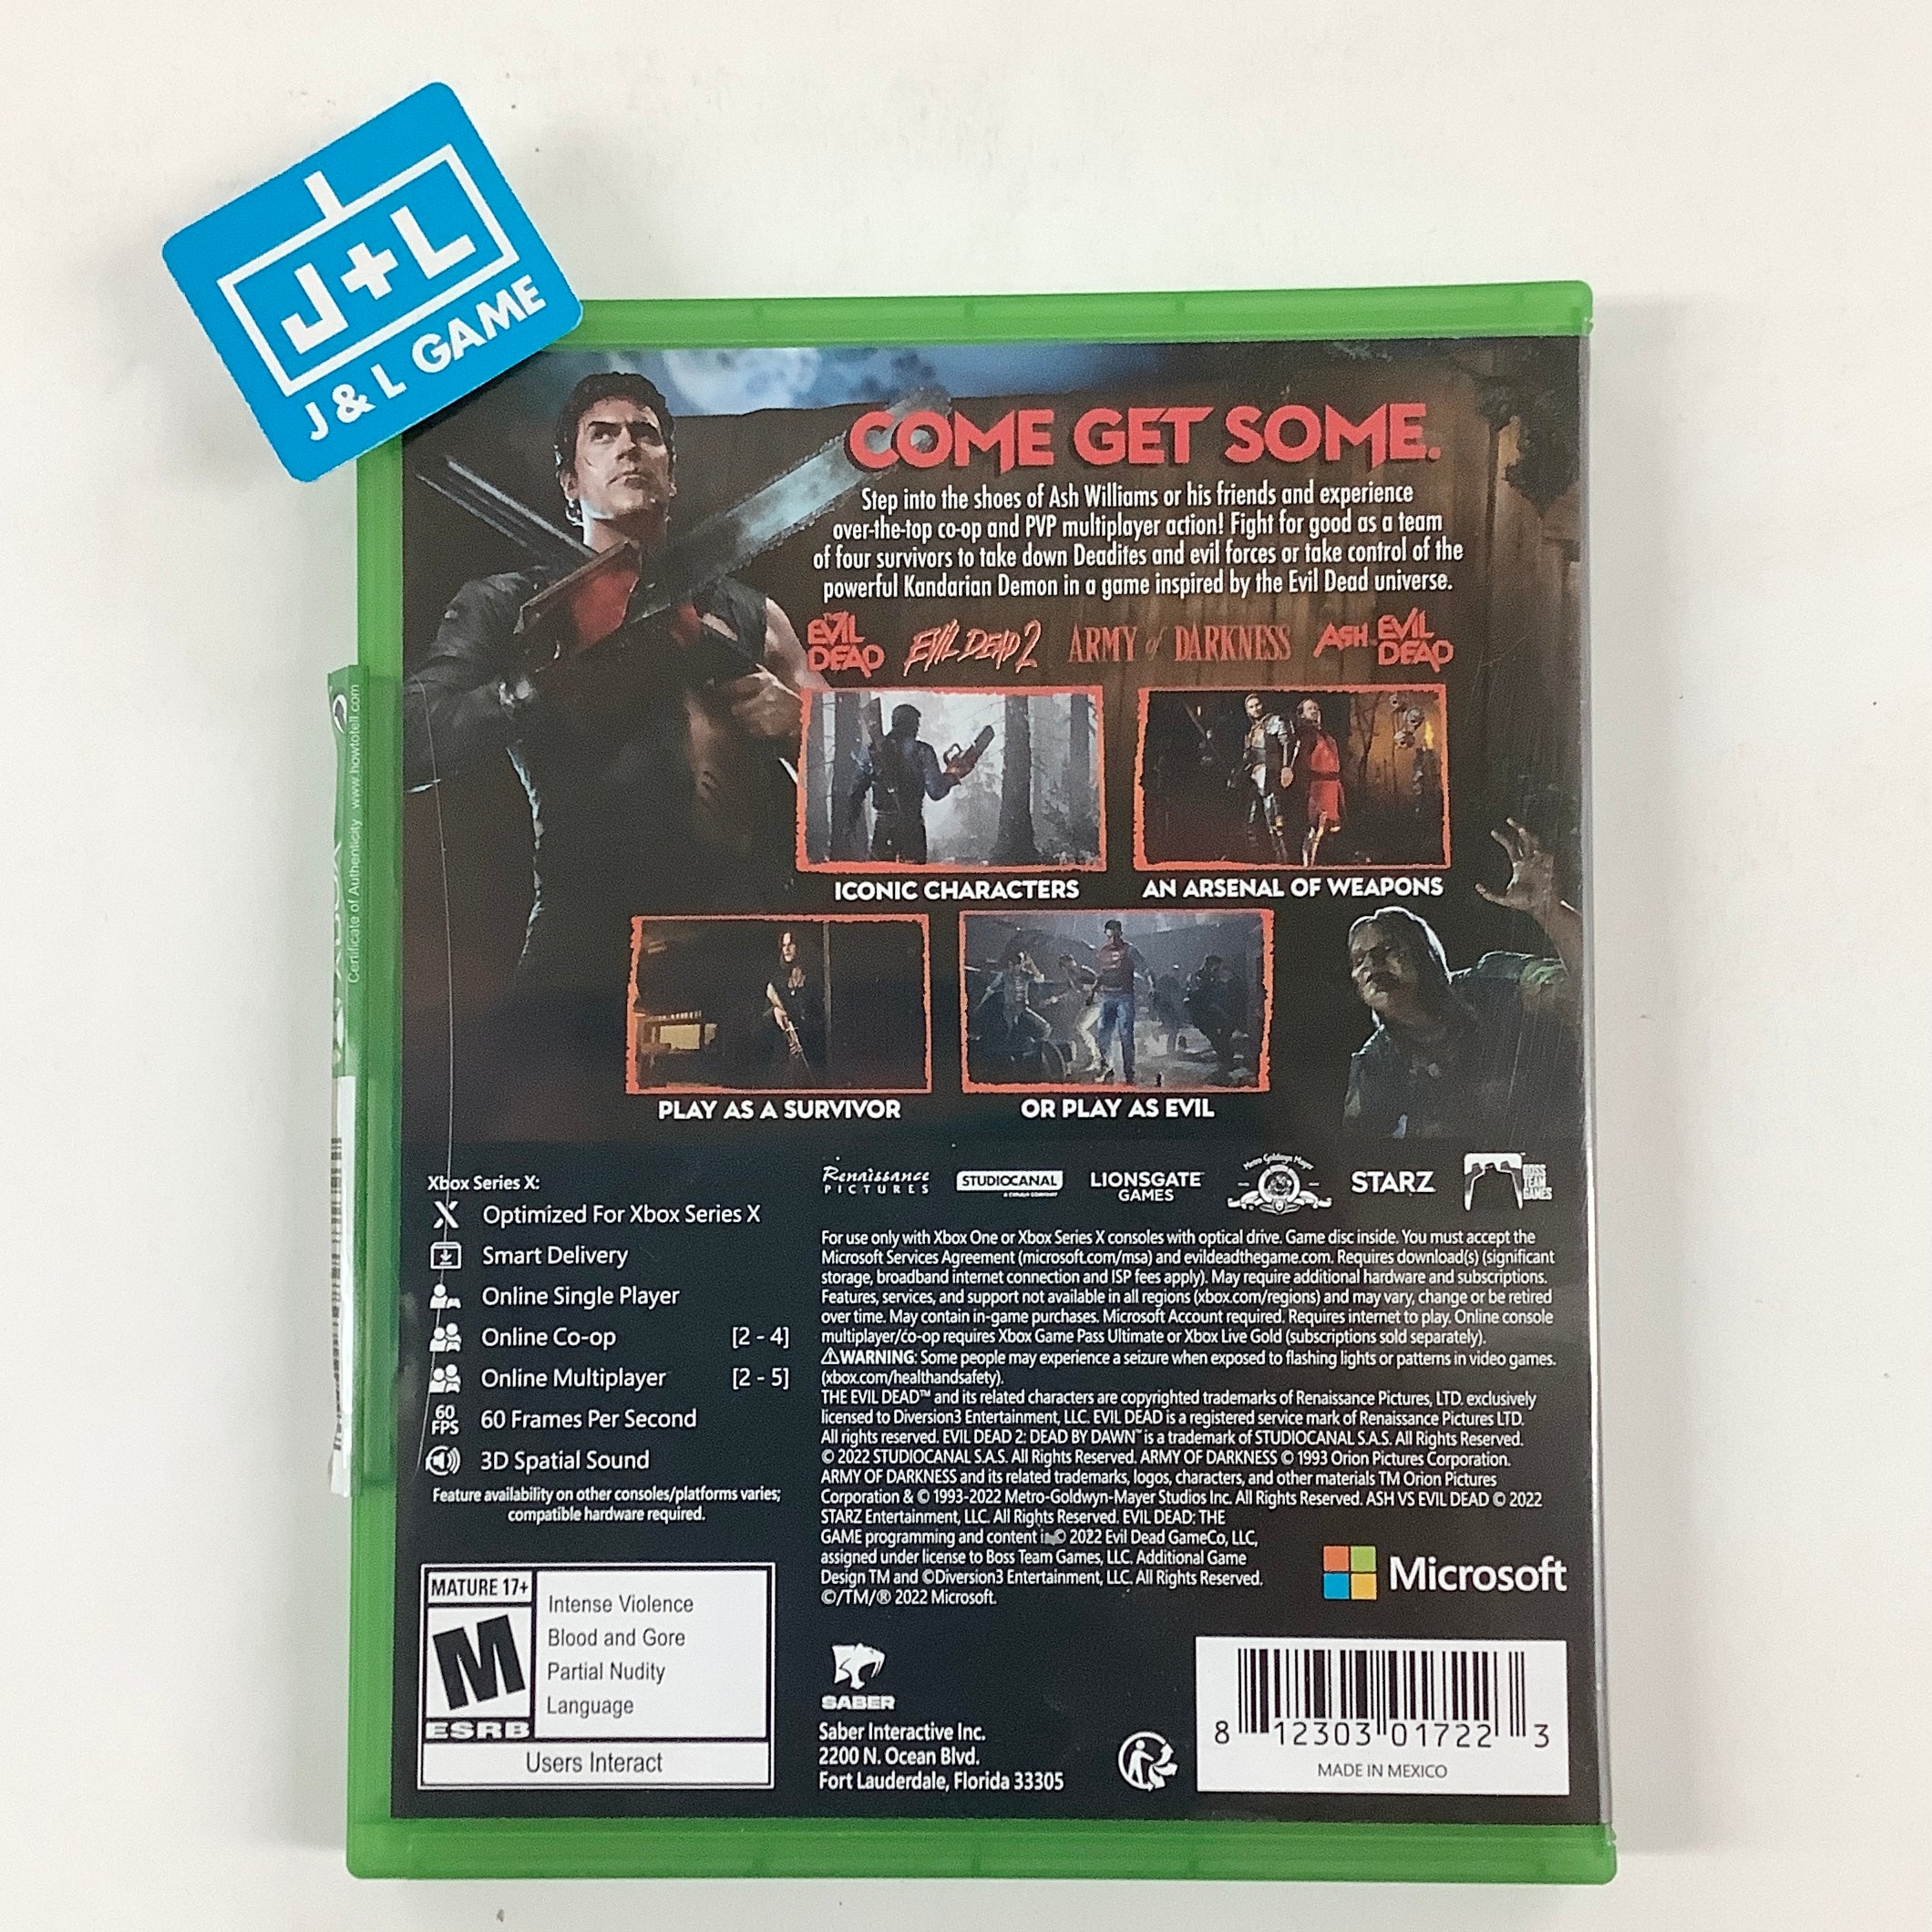 J+L
J & L GAME
COME GET SOME.
Step into the shoes of Ash Williams or his friends and experience
over-the-top co-op and PVP multiplayer action! Fight for good as a team
of four survivors to take down Deadites and evil forces or take control of the
powerful Kandarian Demon in a game inspired by the Evil Dead universe.
THE EVIL DEAD
EVIL DEAD 2
ARMY of DARKNESS
ASH VS EVIL DEAD
ICONIC CHARACTERS
AN ARSENAL OF WEAPONS
PLAY AS A SURVIVOR
OR PLAY AS EVIL
Certificate of Authenticity www.howtotell.com
Xbox Series X:
Optimized For Xbox Series X
Smart Delivery
Online Single Player
Online Co-op [2 - 4]
Online Multiplayer [2 - 5]
60 FPS 60 Frames Per Second
3D Spatial Sound
Feature availability on other consoles/platforms varies;
compatible hardware required.
Renaissance PICTURES
STUDIOCANAL
LIONSGATE GAMES
Metro Goldwyn Mayer
STARZ
BOSS TEAM GAMES
For use only with Xbox One or Xbox Series X consoles with optical drive. Game disc inside. You must accept the
Microsoft Services Agreement (microsoft.com/msa) and evildeadthegame.com. Requires download(s) (significant
storage, broadband internet connection and ISP fees apply). May require additional hardware and subscriptions.
Features, services, and support not available in all regions (xbox.com/regions) and may vary, change or be retired
over time. May contain in-game purchases. Microsoft Account required. Requires internet to play. Online console
multiplayer/co-op requires Xbox Game Pass Ultimate or Xbox Live Gold (subscriptions sold separately).
⚠WARNING: Some people may experience a seizure when exposed to flashing lights or patterns in video games.
(xbox.com/healthandsafety).
THE EVIL DEAD™ and its related characters are copyrighted trademarks of Renaissance Pictures, LTD. exclusively
licensed to Diversion3 Entertainment, LLC. EVIL DEAD is a registered service mark of Renaissance Pictures LTD.
All rights reserved. EVIL DEAD 2: DEAD BY DAWN™ is a trademark of STUDIOCANAL S.A.S. All Rights Reserved.
© 2022 STUDIOCANAL S.A.S. All Rights Reserved. ARMY OF DARKNESS © 1993 Orion Pictures Corporation.
ARMY OF DARKNESS and its related trademarks, logos, characters, and other materials TM Orion Pictures
Corporation & © 1993-2022 Metro-Goldwyn-Mayer Studios Inc. All Rights Reserved. ASH VS EVIL DEAD © 2022
STARZ Entertainment, LLC. All Rights Reserved. EVIL DEAD: THE
GAME programming and content is © 2022 Evil Dead GameCo, LLC,
assigned under license to Boss Team Games, LLC. Additional Game
Design TM and ©Diversion3 Entertainment, LLC. All Rights Reserved.
©/TM/® 2022 Microsoft.
Microsoft
MATURE 17+
M
ESRB
Intense Violence
Blood and Gore
Partial Nudity
Language
Users Interact
SABER
Saber Interactive Inc.
2200 N. Ocean Blvd.
Fort Lauderdale, Florida 33305
8 12303 01722 3
MADE IN MEXICO